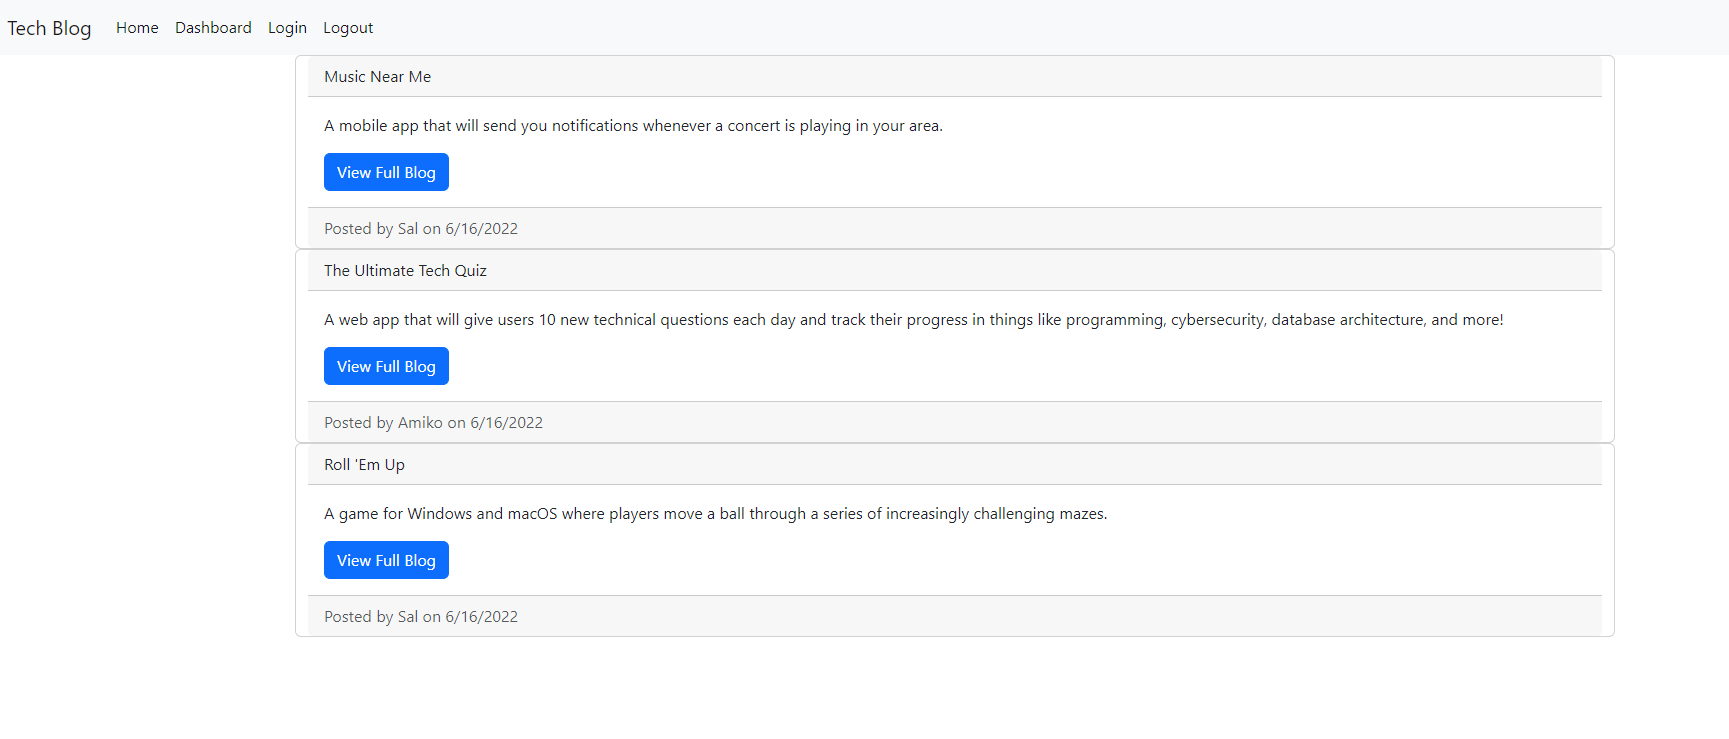 Tech Blog Home Dashboard Login Logout
Music Near Me
A mobile app that will send you notifications whenever a concert is playing in your area.
View Full Blog
Posted by Sal on 6/16/2022
The Ultimate Tech Quiz
A web app that will give users 10 new technical questions each day and track their progress in things like programming, cybersecurity, database architecture, and more!
View Full Blog
Posted by Amiko on 6/16/2022
Roll 'Em Up
A game for Windows and macOS where players move a ball through a series of increasingly challenging mazes.
View Full Blog
Posted by Sal on 6/16/2022